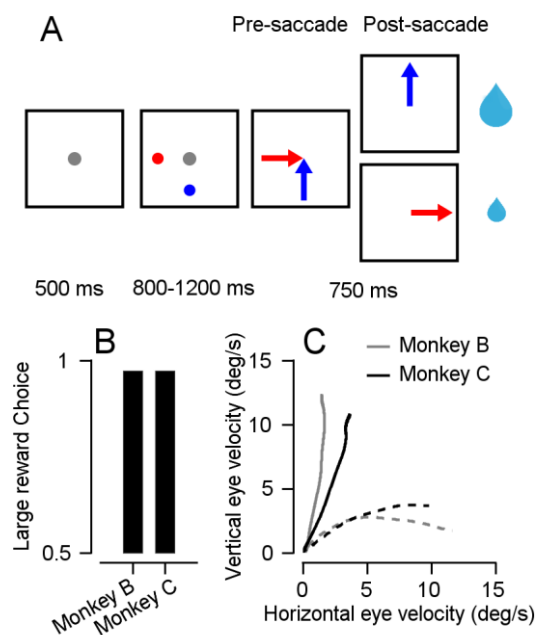 A
Pre-saccade Post-saccade
500 ms 800-1200 ms 750 ms
B
Large reward Choice
1
0.5
Monkey B
Monkey C
C
Monkey B
Monkey C
Vertical eye velocity (deg/s)
15
10
5
0
0 5 10 15
Horizontal eye velocity (deg/s)